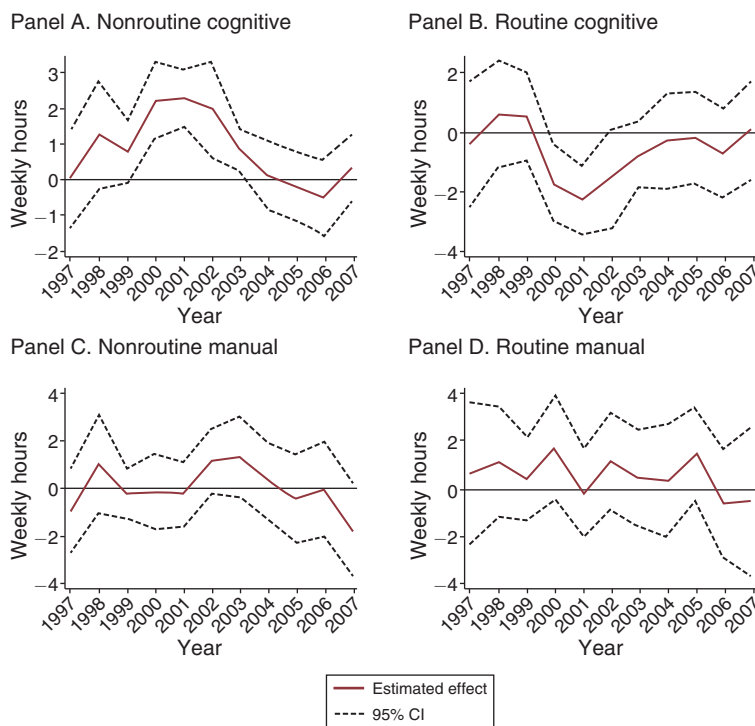 Panel A. Nonroutine cognitive
Weekly hours
3
2
1
0
−1
−2
1997 1998 1999 2000 2001 2002 2003 2004 2005 2006 2007
Year
Panel B. Routine cognitive
Weekly hours
2
0
−2
−4
1997 1998 1999 2000 2001 2002 2003 2004 2005 2006 2007
Year
Panel C. Nonroutine manual
Weekly hours
4
2
0
−2
−4
1997 1998 1999 2000 2001 2002 2003 2004 2005 2006 2007
Year
Panel D. Routine manual
Weekly hours
4
2
0
−2
−4
1997 1998 1999 2000 2001 2002 2003 2004 2005 2006 2007
Year
Estimated effect
95% CI